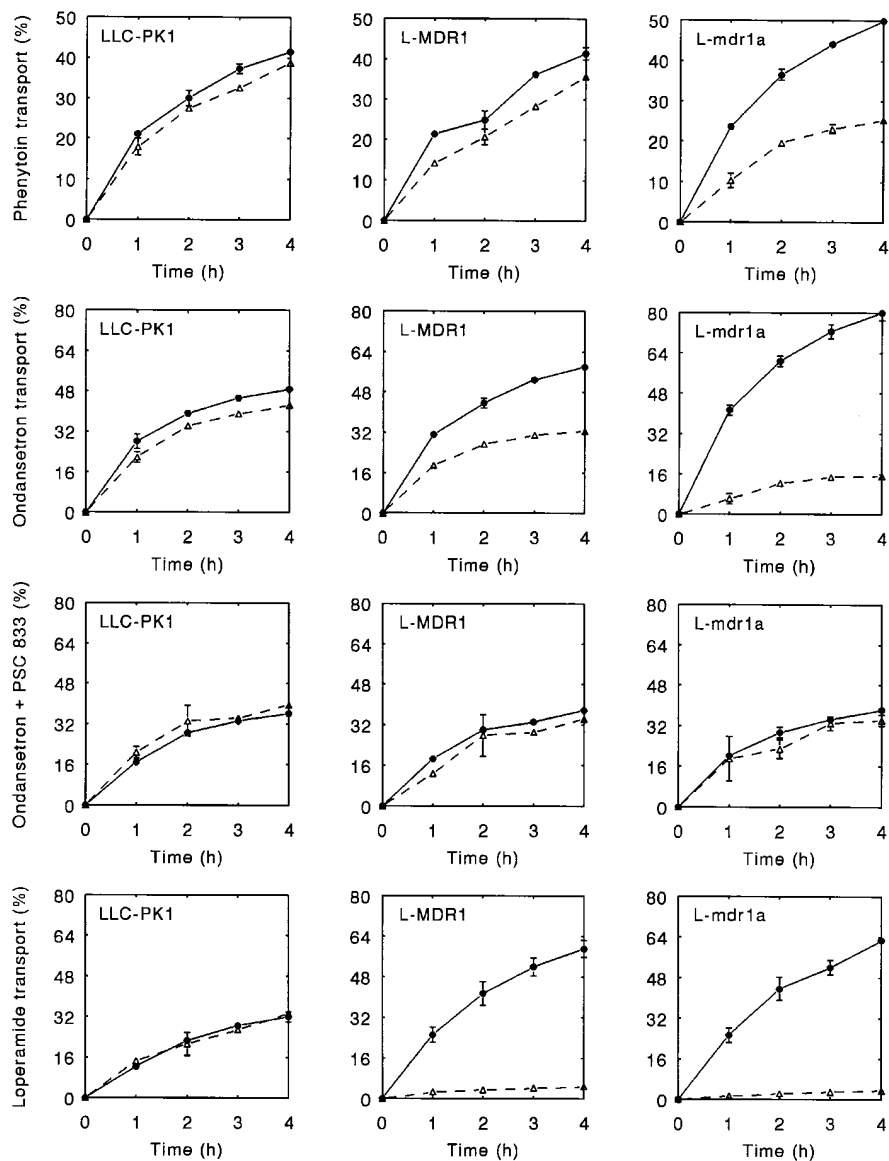 Phenytoin transport (%)
50
40
30
20
10
0
LLC-PK1
0 1 2 3 4
Time (h)
50
40
30
20
10
0
L-MDR1
0 1 2 3 4
Time (h)
50
40
30
20
10
0
L-mdr1a
0 1 2 3 4
Time (h)
Ondansetron transport (%)
80
64
48
32
16
0
LLC-PK1
0 1 2 3 4
Time (h)
80
64
48
32
16
0
L-MDR1
0 1 2 3 4
Time (h)
80
64
48
32
16
0
L-mdr1a
0 1 2 3 4
Time (h)
Ondansetron + PSC 833 (%)
80
64
48
32
16
0
LLC-PK1
0 1 2 3 4
Time (h)
80
64
48
32
16
0
L-MDR1
0 1 2 3 4
Time (h)
80
64
48
32
16
0
L-mdr1a
0 1 2 3 4
Time (h)
Loperamide transport (%)
80
64
48
32
16
0
LLC-PK1
0 1 2 3 4
Time (h)
80
64
48
32
16
0
L-MDR1
0 1 2 3 4
Time (h)
80
64
48
32
16
0
L-mdr1a
0 1 2 3 4
Time (h)